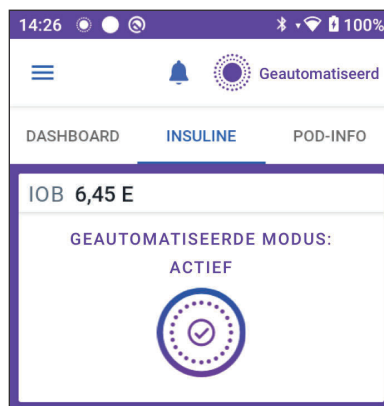 14:26 100%
Geautomatiseerd
DASHBOARD INSULINE POD-INFO
IOB 6,45 E
GEAUTOMATISEERDE MODUS:
ACTIEF